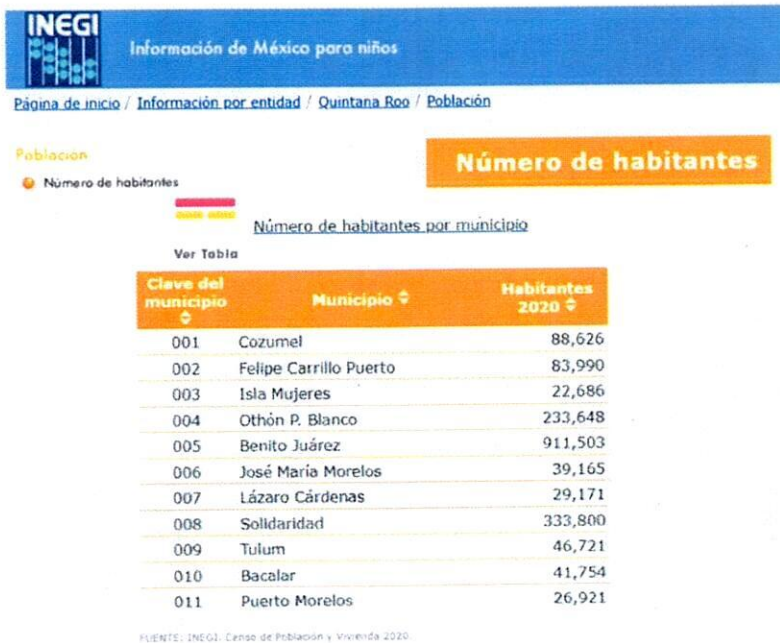 INEGI
Información de México para niños
Página de inicio / Información por entidad / Quintana Roo / Población
Población
Número de habitantes
Número de habitantes
Número de habitantes por municipio
Ver Tabla
Clave del municipio Municipio Habitantes 2020
001 Cozumel 88,626
002 Felipe Carrillo Puerto 83,990
003 Isla Mujeres 22,686
004 Othón P. Blanco 233,648
005 Benito Juárez 911,503
006 José María Morelos 39,165
007 Lázaro Cárdenas 29,171
008 Solidaridad 333,800
009 Tulum 46,721
010 Bacalar 41,754
011 Puerto Morelos 26,921
FUENTE: INEGI. Censo de Población y Vivienda 2020.